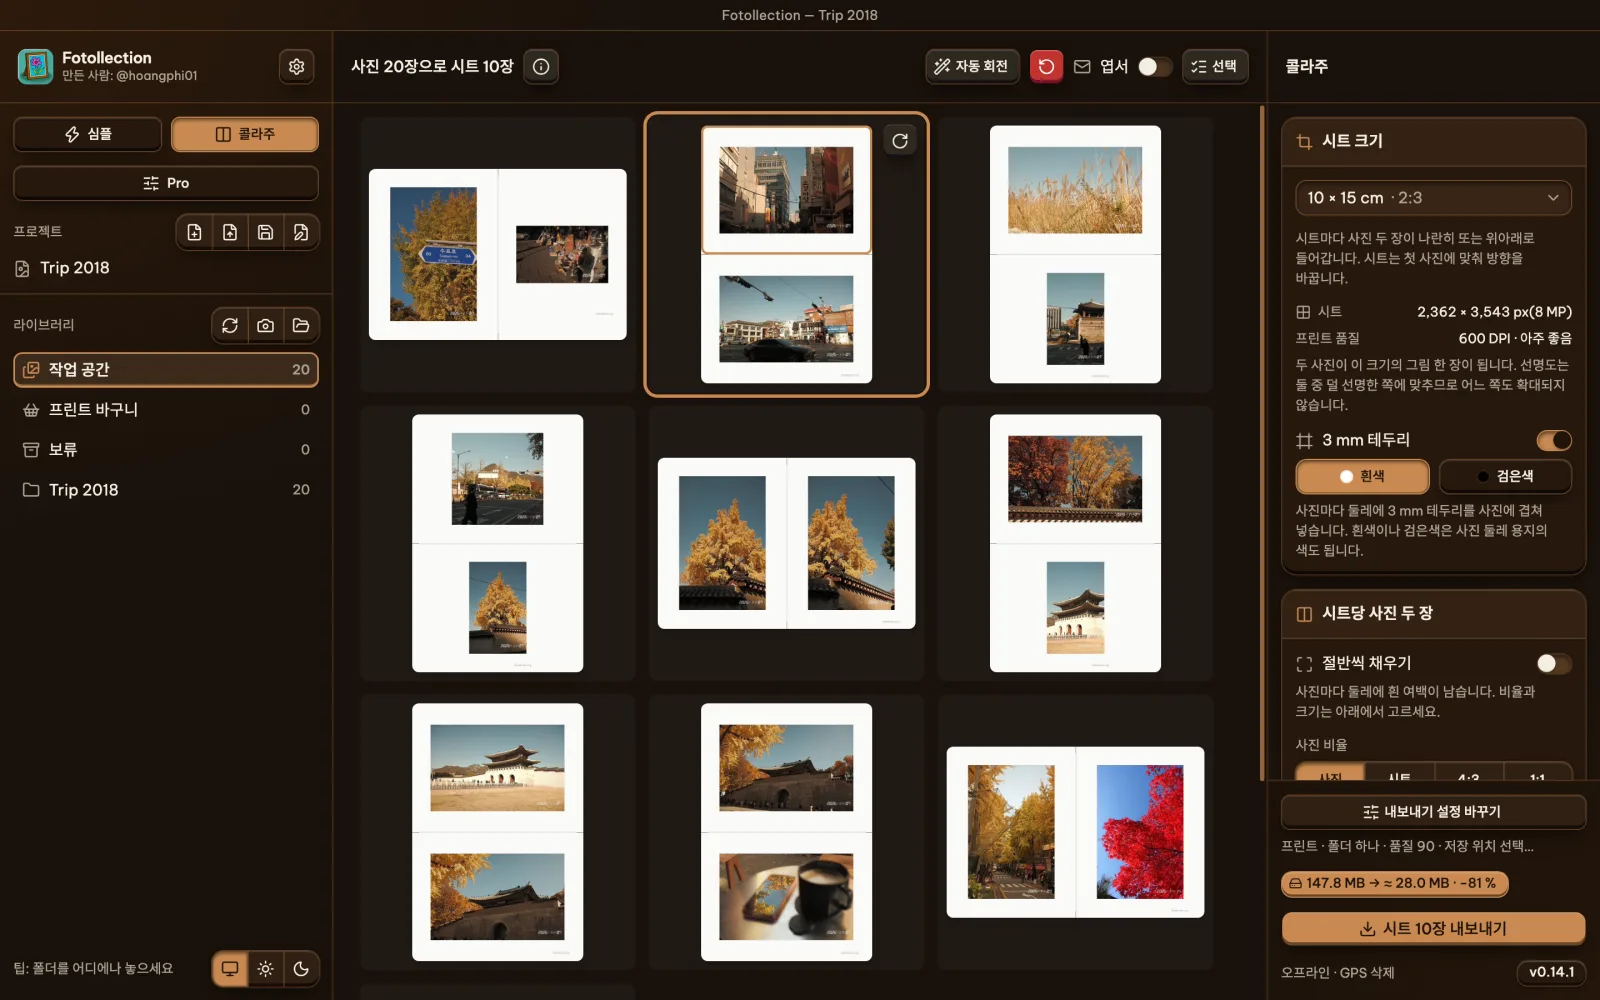 Fotollection — Trip 2018
Fotollection
만든 사람: @hoangphi01
심플
콜라주
Pro
프로젝트
Trip 2018
라이브러리
작업 공간 20
프린트 바구니 0
보류 0
Trip 2018 20
팁: 폴더를 어디에나 놓으세요
사진 20장으로 시트 10장
자동 회전
엽서
선택
콜라주
시트 크기
10 × 15 cm · 2:3
시트마다 사진 두 장이 나란히 또는 위아래로
들어갑니다. 시트는 첫 사진에 맞춰 방향을
바꿉니다.
시트 2,362 × 3,543 px(8 MP)
프린트 품질 600 DPI · 아주 좋음
두 사진이 이 크기의 그림 한 장이 됩니다. 선명도는
둘 중 덜 선명한 쪽에 맞추므로 어느 쪽도 확대되지
않습니다.
3 mm 테두리
흰색
검은색
사진마다 둘레에 3 mm 테두리를 사진에 겹쳐
넣습니다. 흰색이나 검은색은 사진 둘레 용지의
색도 됩니다.
시트당 사진 두 장
절반씩 채우기
사진마다 둘레에 흰 여백이 남습니다. 비율과
크기는 아래에서 고르세요.
사진 비율
사진 시트 4:3 1:1
내보내기 설정 바꾸기
프린트 · 폴더 하나 · 품질 90 · 저장 위치 선택...
147.8 MB → ≈ 28.0 MB · -81 %
시트 10장 내보내기
오프라인 · GPS 삭제
v0.14.1